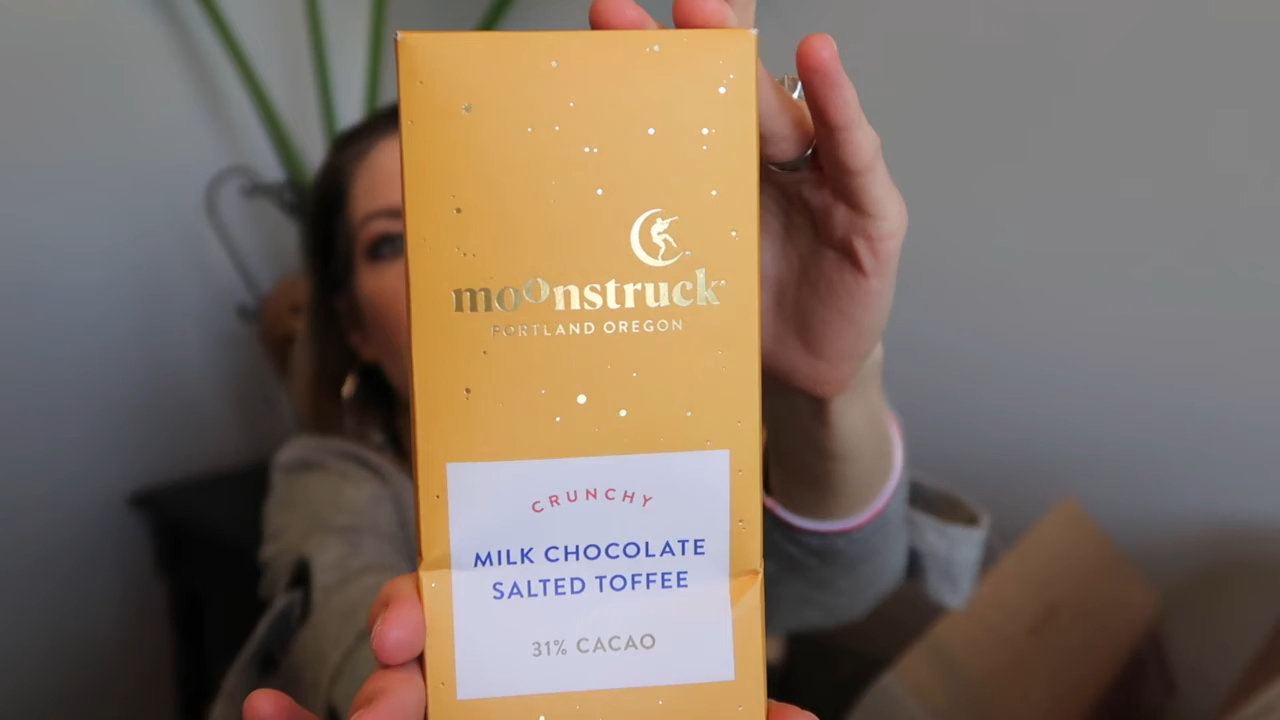 moonstruck
PORTLAND OREGON
CRUNCHY
MILK CHOCOLATE
SALTED TOFFEE
31% CACAO